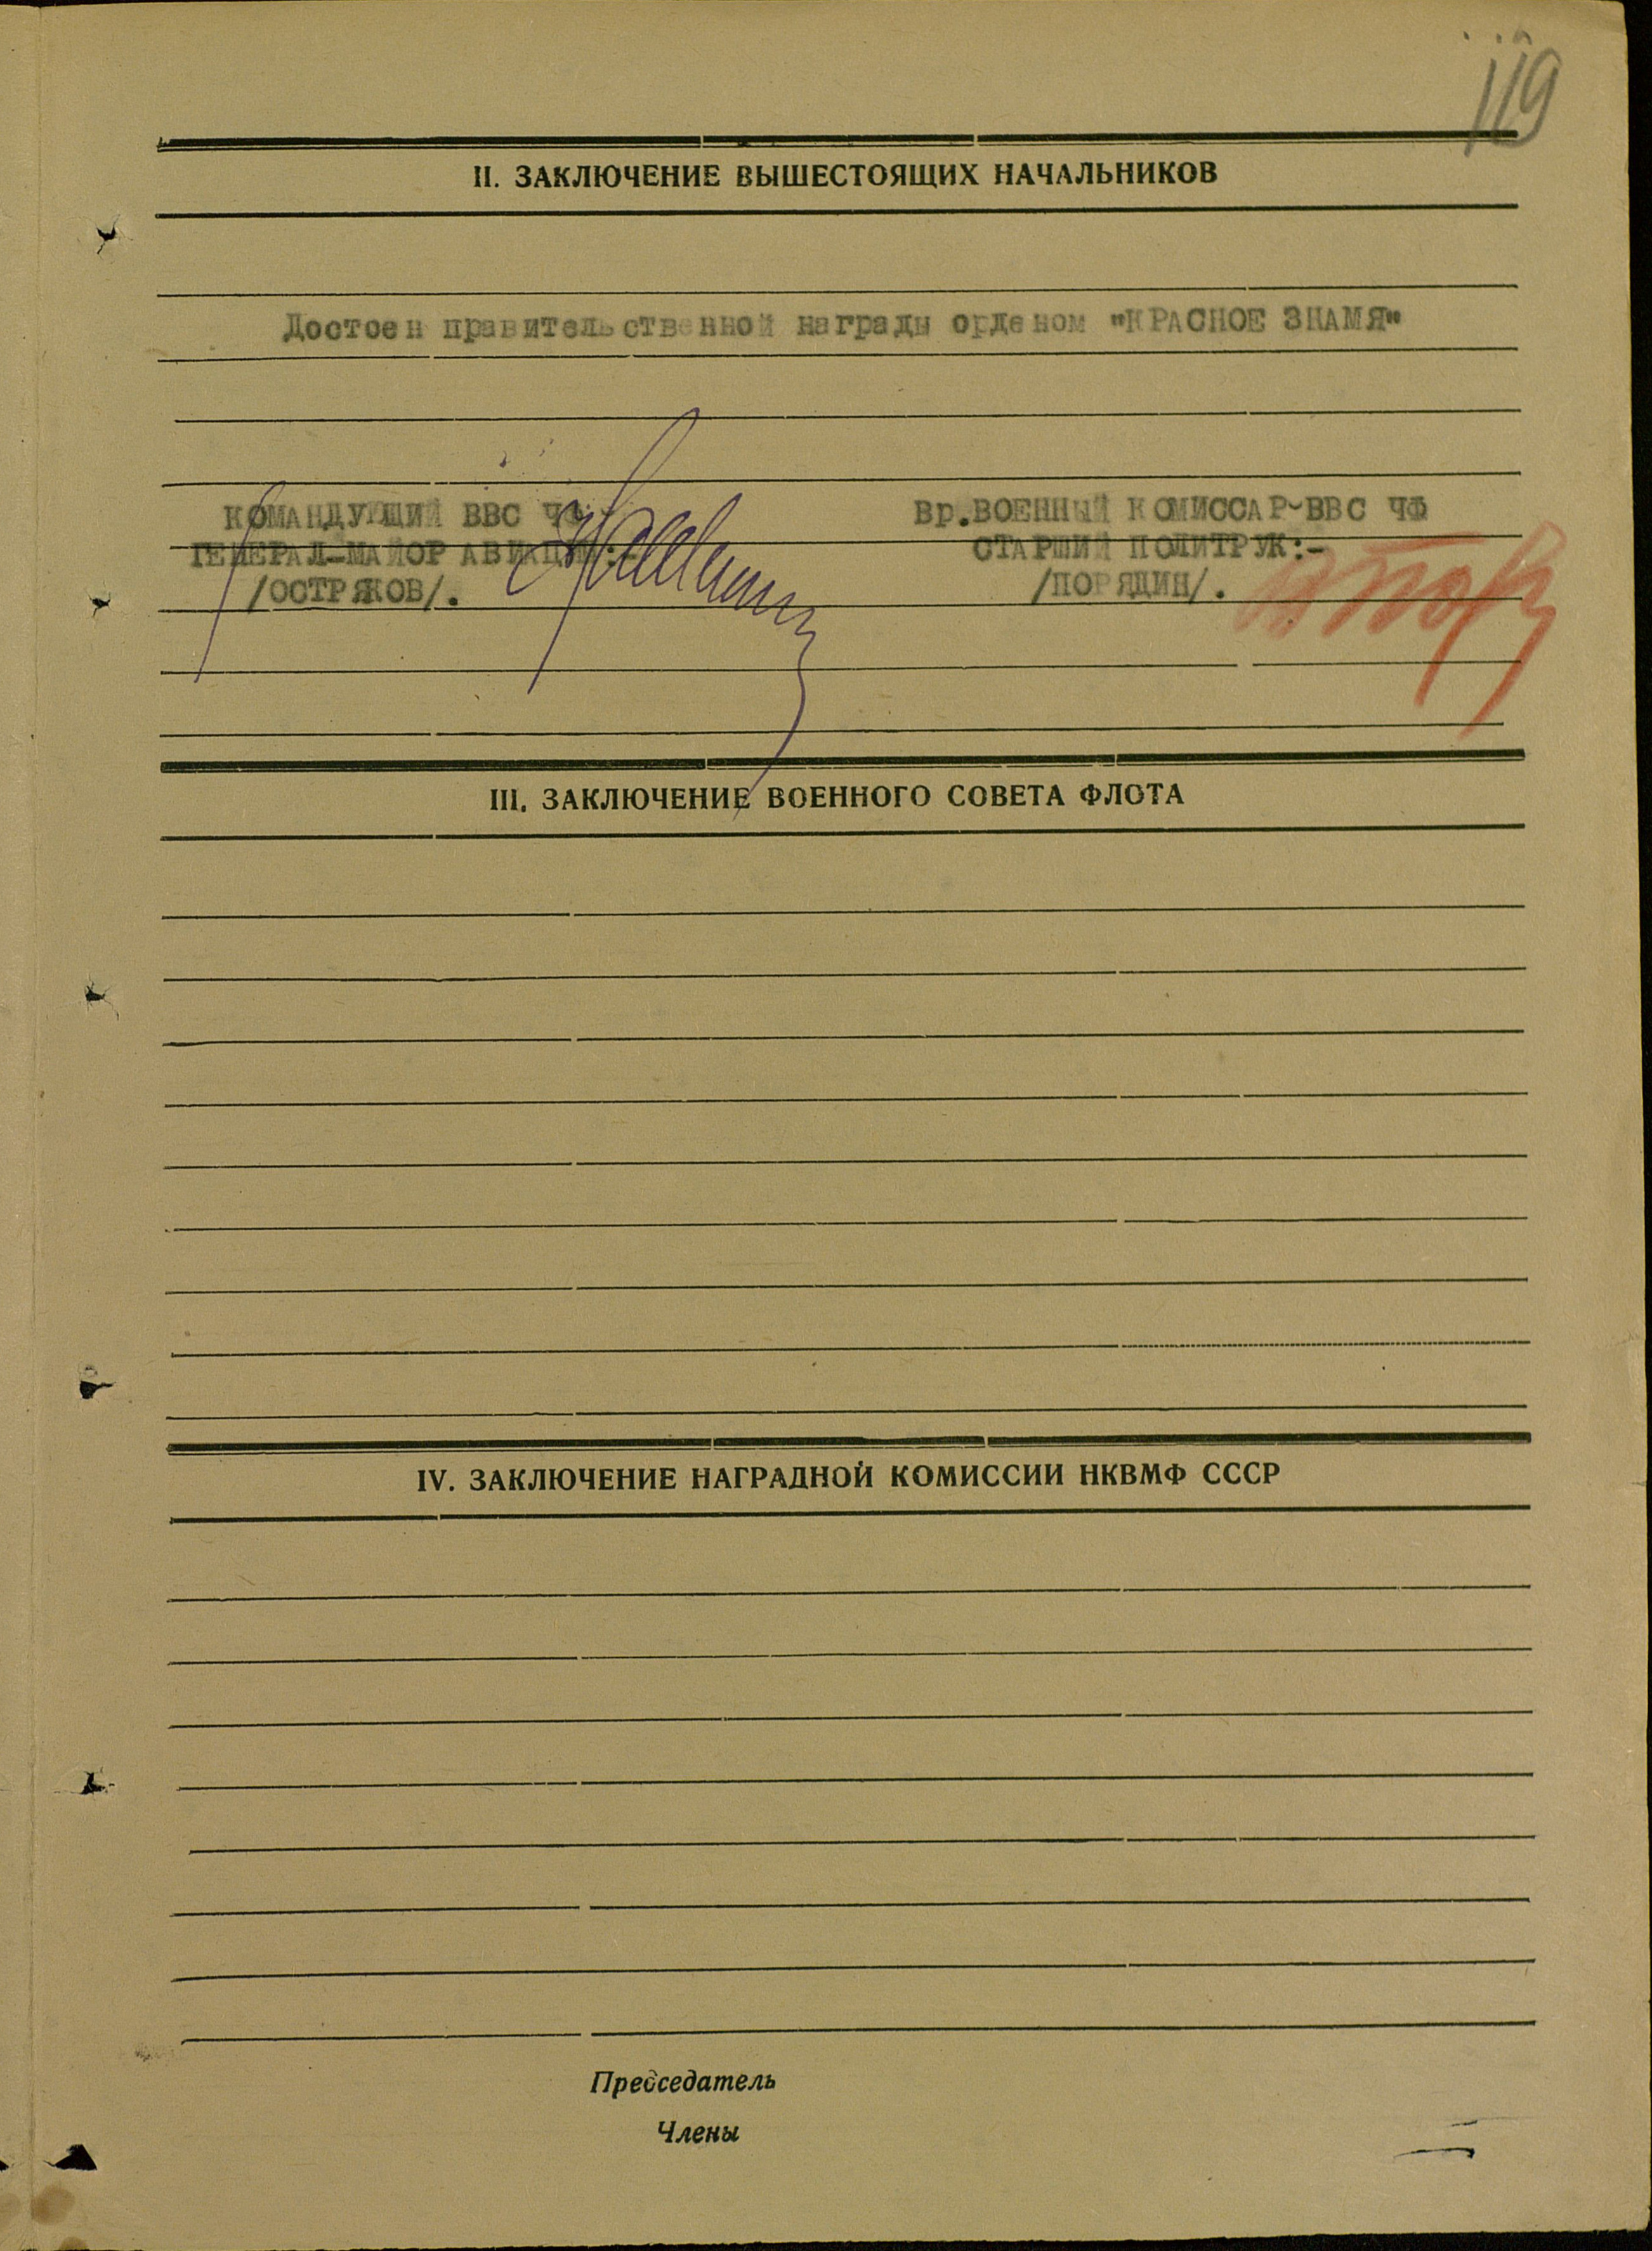 119
II. ЗАКЛЮЧЕНИЕ ВЫШЕСТОЯЩИХ НАЧАЛЬНИКОВ
Достоен правительственной награды орденом "КРАСНОЕ ЗНАМЯ"
КОМАНДУЮЩИЙ ВВС ЧФ
ГЕНЕРАЛ-МАЙОР АВИАЦИИ:-
/ОСТРЯКОВ/.
Вр.ВОЕННЫЙ КОМИССАР-ВВС ЧФ
СТАРШИЙ ПОЛИТРУК:-
/ПОРЯДИН/.
III. ЗАКЛЮЧЕНИЕ ВОЕННОГО СОВЕТА ФЛОТА
IV. ЗАКЛЮЧЕНИЕ НАГРАДНОЙ КОМИССИИ НКВМФ СССР
Председатель
Члены